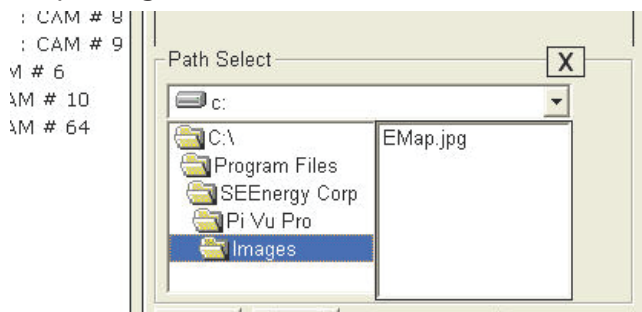 : CAM # 8
: CAM # 9
M # 6
AM # 10
AM # 64
Path Select
X
c:
C:\
Program Files
SEEnergy Corp
Pi Vu Pro
Images
EMap.jpg